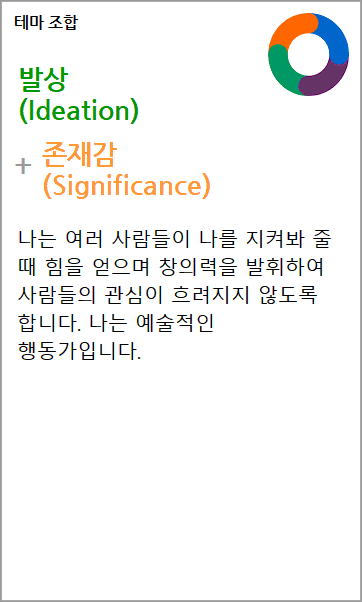 테마 조합
발상
(Ideation)
+ 존재감
(Significance)
나는 여러 사람들이 나를 지켜봐 줄
때 힘을 얻으며 창의력을 발휘하여
사람들의 관심이 흐려지지 않도록
합니다. 나는 예술적인
행동가입니다.